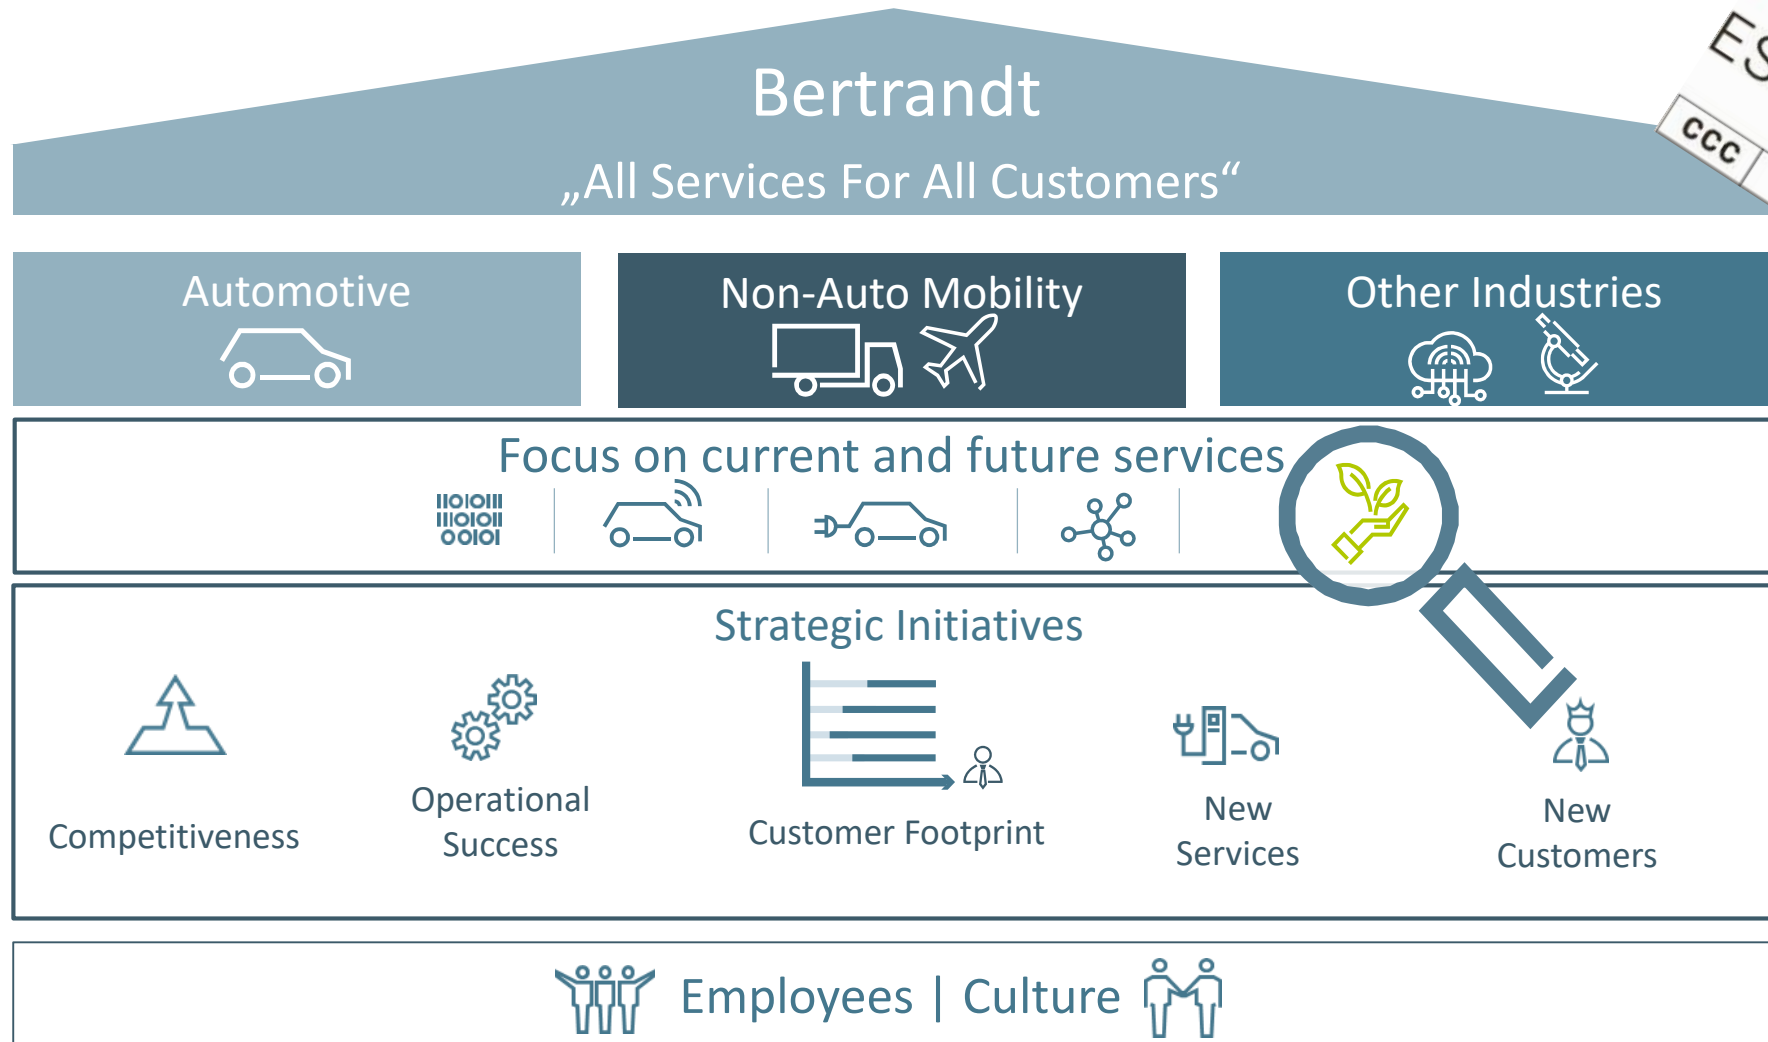 Bertrandt
„All Services For All Customers“
CCC
Automotive
Non-Auto Mobility
Other Industries
Focus on current and future services
Strategic Initiatives
Competitiveness
Operational
Success
Customer Footprint
New
Services
New
Customers
Employees | Culture